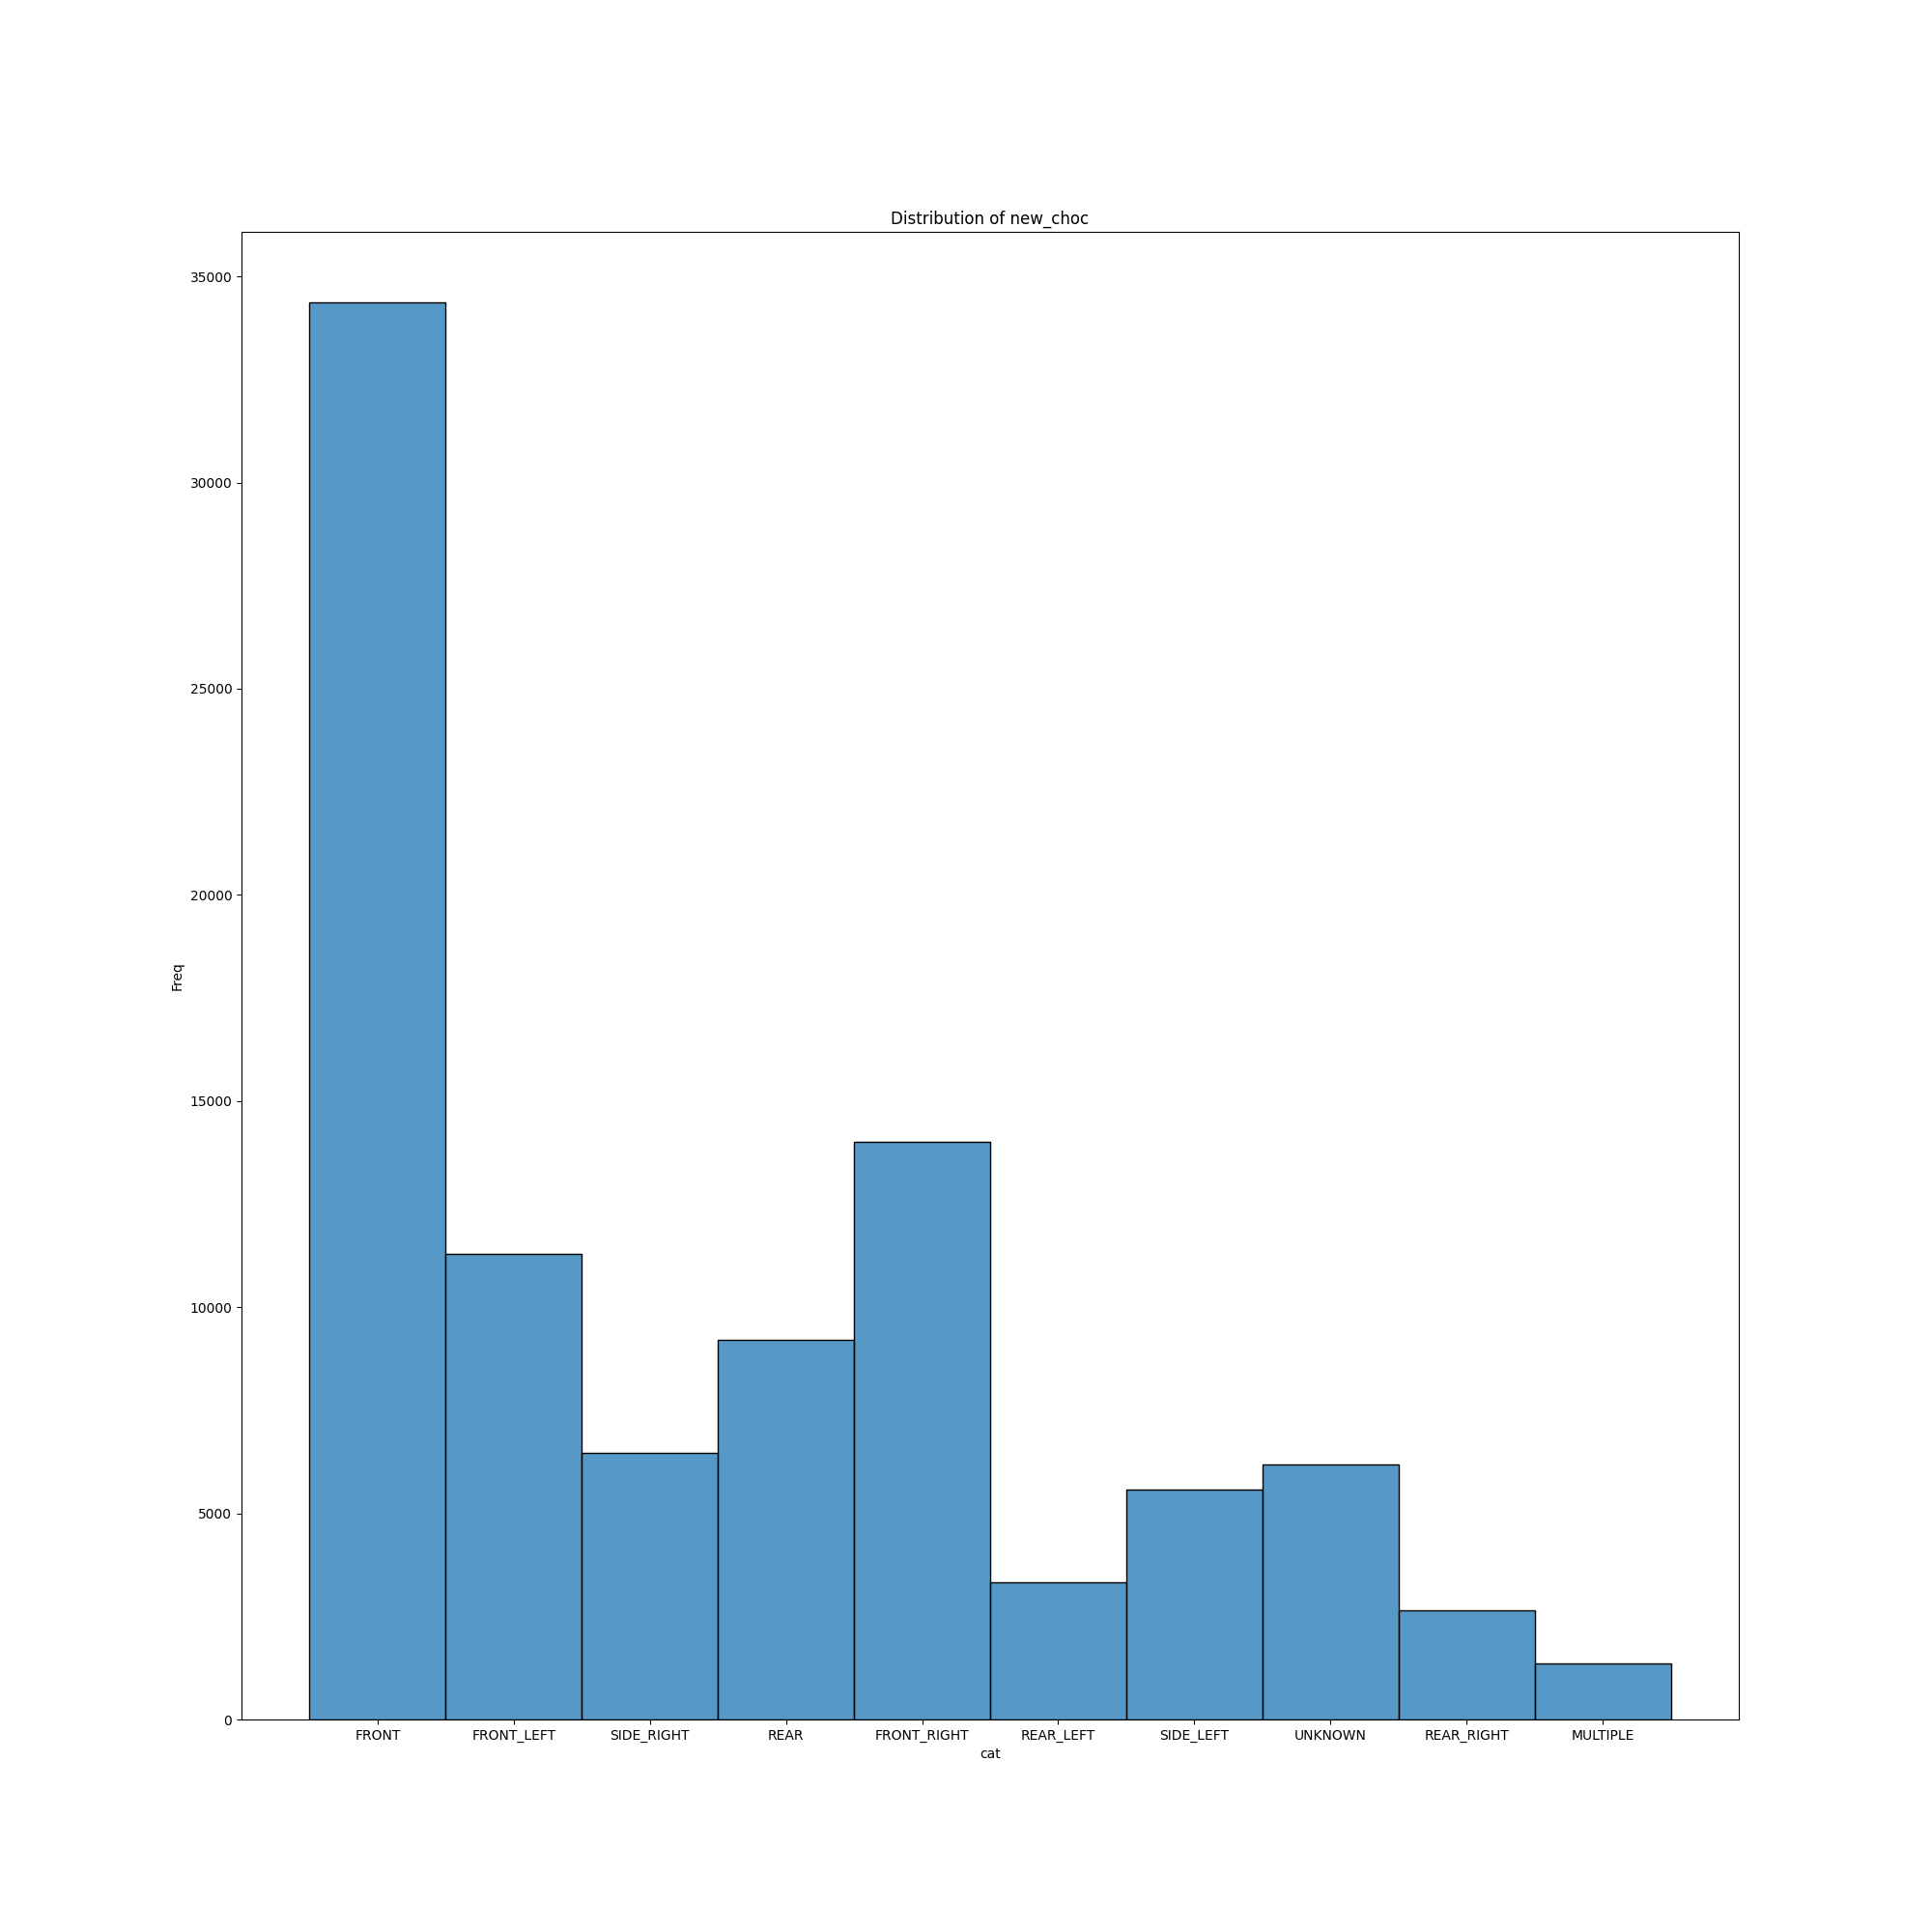 Distribution of new_choc
35000
30000
25000
20000
15000
10000
5000
0
Freq
FRONT FRONT_LEFT SIDE_RIGHT REAR FRONT_RIGHT REAR_LEFT SIDE_LEFT UNKNOWN REAR_RIGHT MULTIPLE
cat